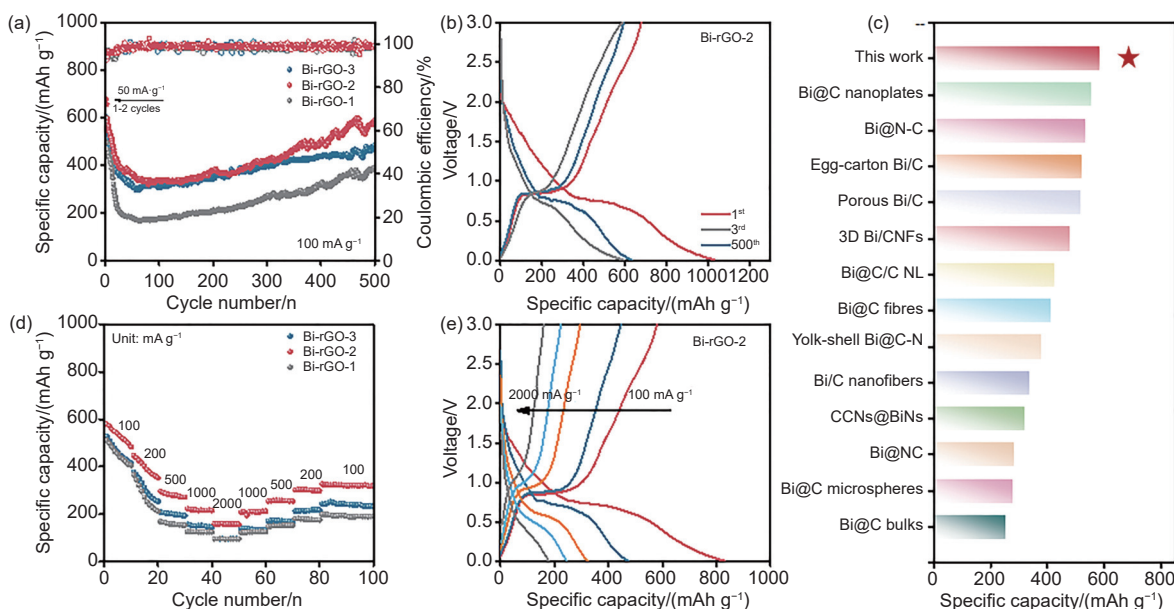 (a)
1000
800
600
400
200
0
Specific capacity/(mAh g⁻¹)
50 mA·g⁻¹
1-2 cycles
Bi-rGO-3
Bi-rGO-2
Bi-rGO-1
100 mA g⁻¹
100
80
60
40
20
0
Coulombic efficiency/%
0 100 200 300 400 500
Cycle number/n
(b)
Bi-rGO-2
3.0
2.5
2.0
1.5
1.0
0.5
0.0
Voltage/V
1st
3rd
500th
0 200 400 600 800 1000 1200
Specific capacity/(mAh g⁻¹)
(c)
--
This work
Bi@C nanoplates
Bi@N-C
Egg-carton Bi/C
Porous Bi/C
3D Bi/CNFs
Bi@C/C NL
Bi@C fibres
Yolk-shell Bi@C-N
Bi/C nanofibers
CCNs@BiNs
Bi@NC
Bi@C microspheres
Bi@C bulks
0 200 400 600 800
Specific capacity/(mAh g⁻¹)
(d)
1000
800
600
400
200
0
Specific capacity/(mAh g⁻¹)
Unit: mA g⁻¹
Bi-rGO-3
Bi-rGO-2
Bi-rGO-1
100
200
500
1000
2000
1000
500
200
100
0 20 40 60 80 100
Cycle number/n
(e)
Bi-rGO-2
3.0
2.5
2.0
1.5
1.0
0.5
0.0
Voltage/V
2000 mA g⁻¹ 100 mA g⁻¹
0 200 400 600 800 1000
Specific capacity/(mAh g⁻¹)